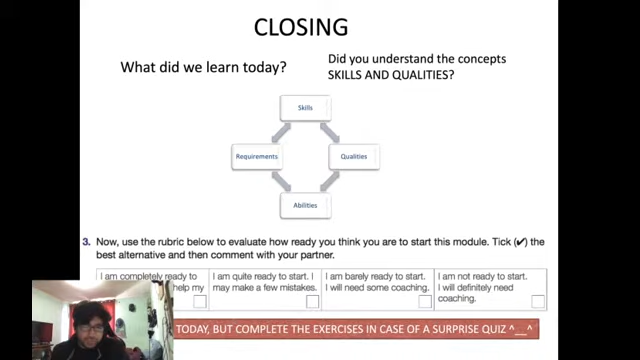 CLOSING
What did we learn today?
Did you understand the concepts
SKILLS AND QUALITIES?
Skills
Requirements
Qualities
Abilities
3. Now, use the rubric below to evaluate how ready you think you are to start this module. Tick (✔) the
best alternative and then comment with your partner.
I am completely ready to
help my
I am quite ready to start. I
may make a few mistakes.
I am barely ready to start.
I will need some coaching.
I am not ready to start.
I will definitely need
coaching.
TODAY, BUT COMPLETE THE EXERCISES IN CASE OF A SURPRISE QUIZ ^__^